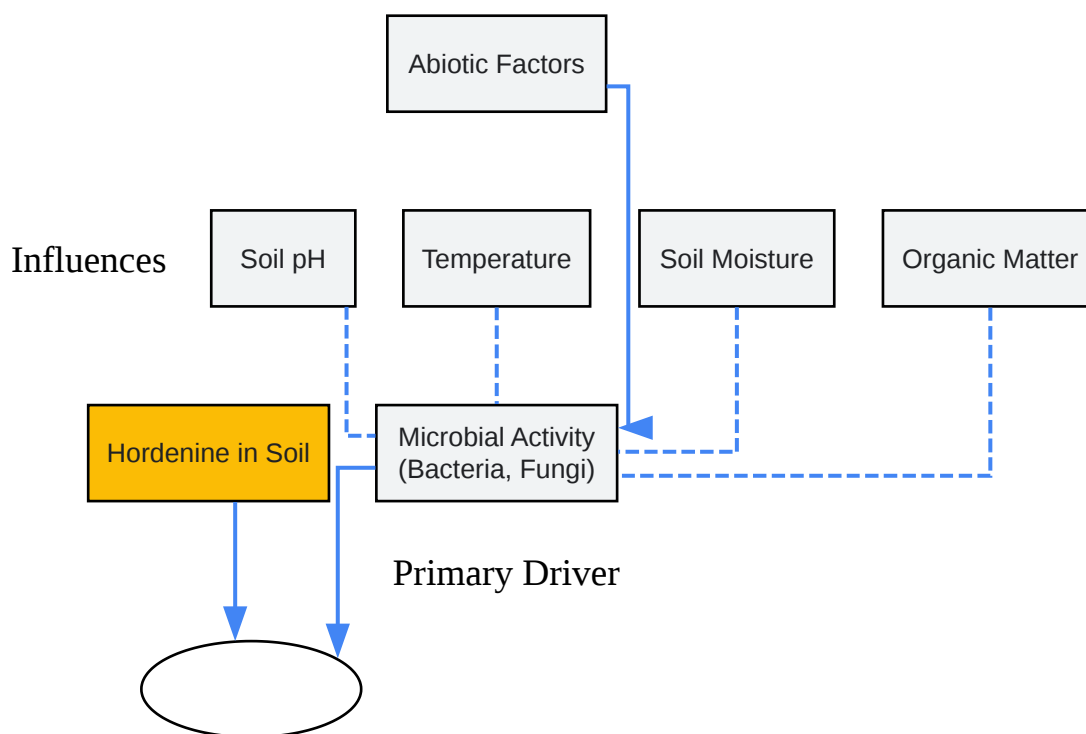 Abiotic Factors
Influences
Soil pH
Temperature
Soil Moisture
Organic Matter
Hordenine in Soil
Microbial Activity
(Bacteria, Fungi)
Primary Driver